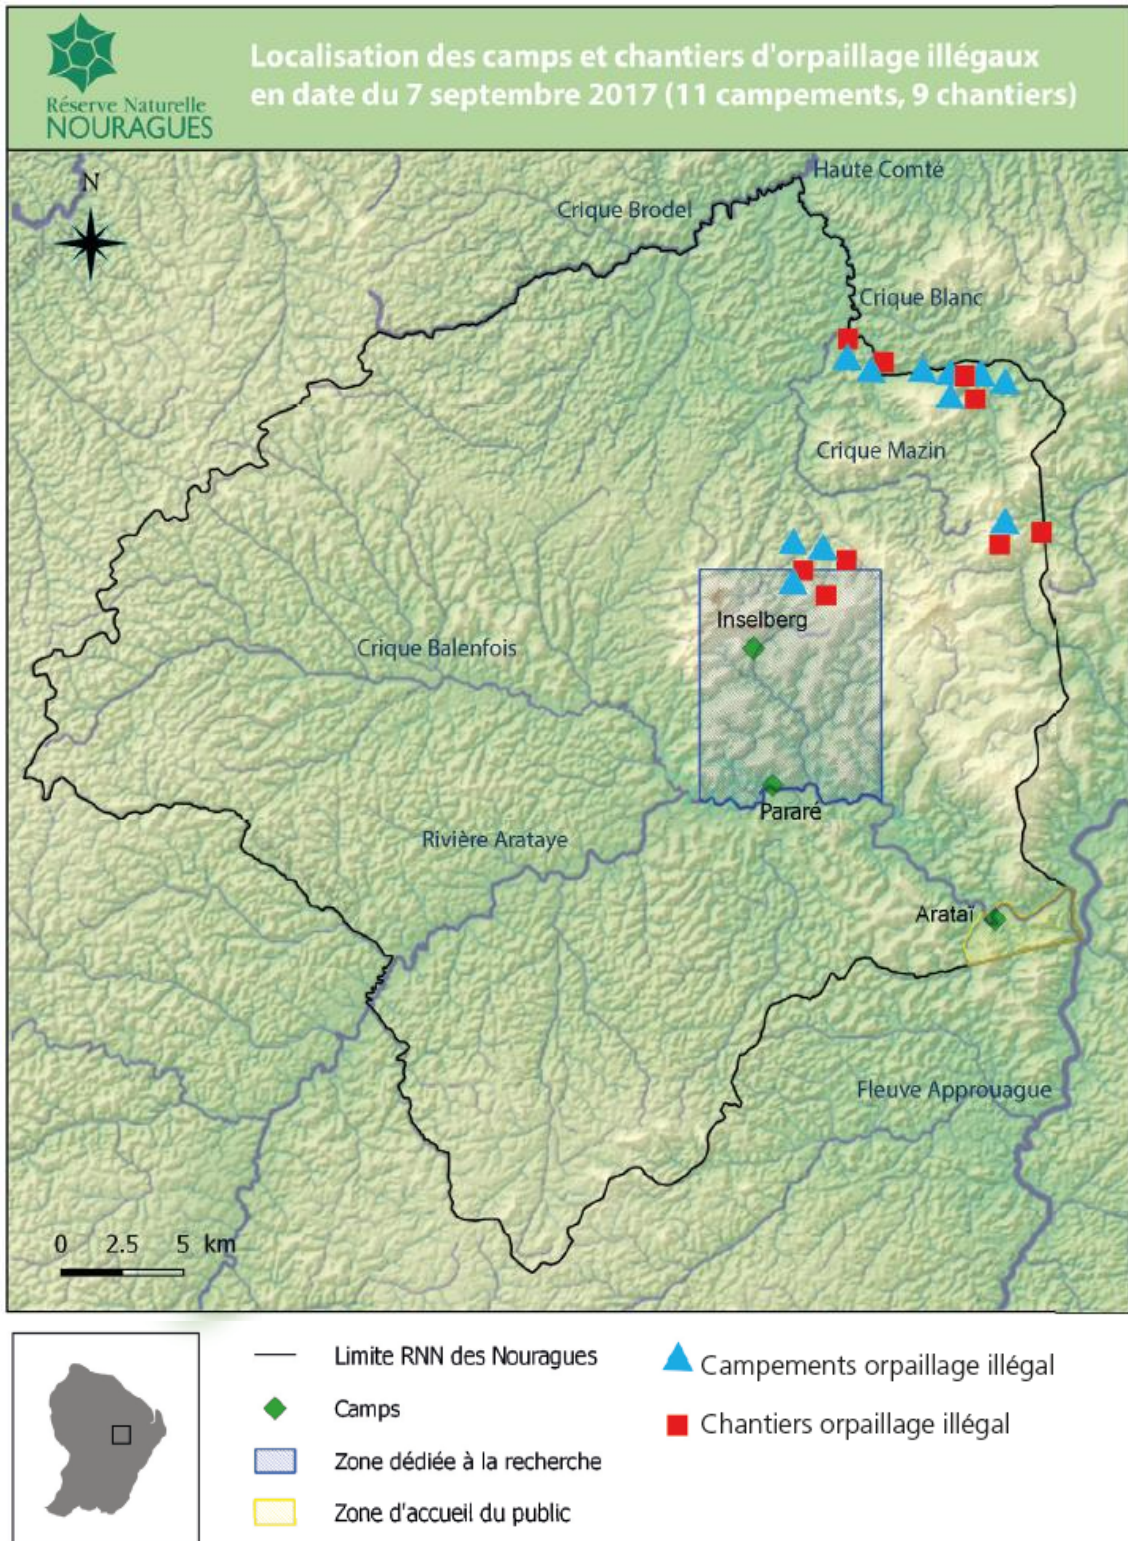 Réserve Naturelle
NOURAGUES
Localisation des camps et chantiers d'orpaillage illégaux
en date du 7 septembre 2017 (11 campements, 9 chantiers)
N
Haute Comté
Crique Brodel
Crique Blanc
Crique Mazin
Inselberg
Crique Balenfois
Pararé
Rivière Arataye
Arataï
Fleuve Approuague
0 2.5 5 km
Limite RNN des Nouragues
Camps
Zone dédiée à la recherche
Zone d'accueil du public
Campements orpaillage illégal
Chantiers orpaillage illégal